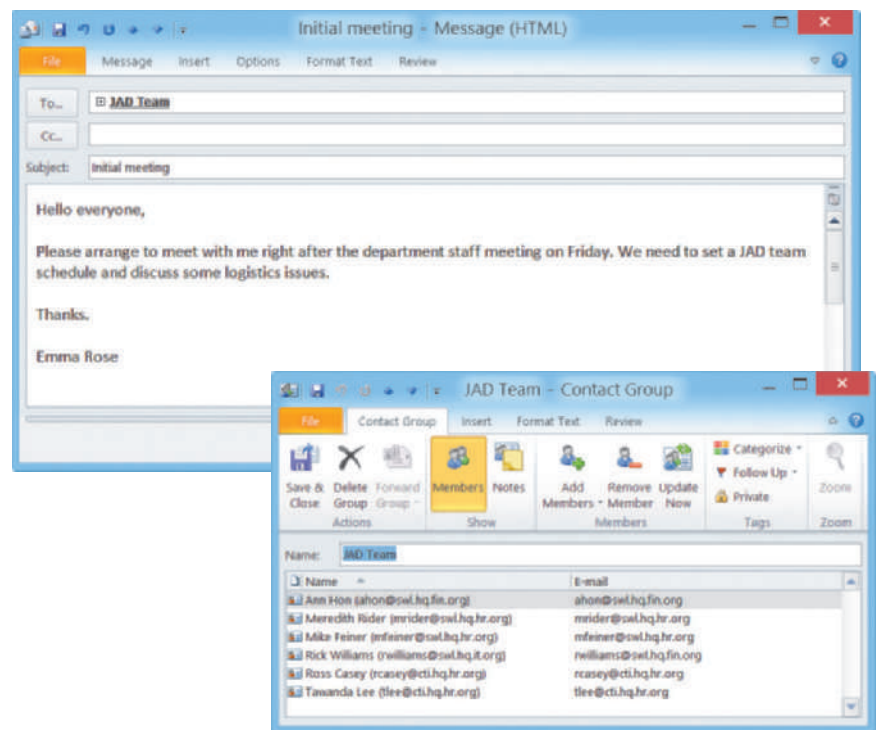 Initial meeting - Message (HTML)
File Message Insert Options Format Text Review
To... JAD Team
Cc...
Subject: Initial meeting
Hello everyone,
Please arrange to meet with me right after the department staff meeting on Friday. We need to set a JAD team
schedule and discuss some logistics issues.
Thanks.
Emma Rose
JAD Team - Contact Group
File Contact Group Insert Format Text Review
Save & Close
Delete Group
Forward Group
Actions
Members
Notes
Show
Add Members
Remove Member
Update Now
Members
Categorize
Follow Up
Private
Tags
Zoom
Zoom
Name: JAD Team
Name E-mail
Ann Hon (ahon@swl.hq.fin.org) ahon@swl.hq.fin.org
Meredith Rider (mrider@swl.hq.hr.org) mrider@swl.hq.hr.org
Mike Feiner (mfeiner@swl.hq.hr.org) mfeiner@swl.hq.hr.org
Rick Williams (rwilliams@swl.hq.it.org) rwilliams@swl.hq.fin.ong
Ross Casey (rcasey@cti.hq.hr.org) rcasey@cti.hq.hr.org
Tawanda Lee (tlee@cti.hq.hr.org) tlee@cti.hq.hr.org